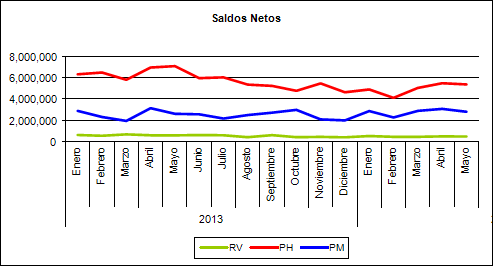 Saldos Netos
8,000,000
6,000,000
4,000,000
2,000,000
0
Enero
Febrero
Marzo
Abril
Mayo
Junio
Julio
Agosto
Septiembre
Octubre
Noviembre
Diciembre
Enero
Febrero
Marzo
Abril
Mayo
2013
RV PH PM